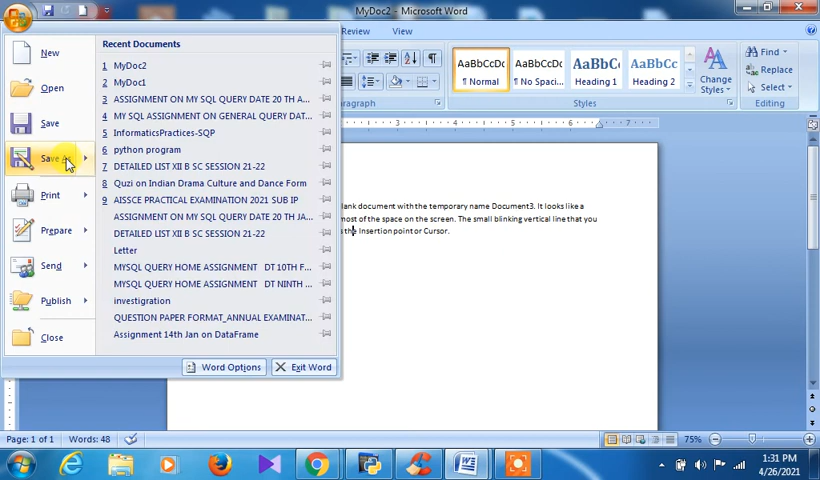 MyDoc2 - Microsoft Word
Review
View
New
Open
Save
Save As
Print
Prepare
Send
Publish
Close
Recent Documents
1 MyDoc2
2 MyDoc1
3 ASSIGNMENT ON MY SQL QUERY DATE 20 TH A...
4 MY SQL ASSIGNMENT ON GENERAL QUERY DAT...
5 InformaticsPractices-SQP
6 python program
7 DETAILED LIST XII B SC SESSION 21-22
8 Quzi on Indian Drama Culture and Dance Form
9 AISSCE PRACTICAL EXAMINATION 2021 SUB IP
ASSIGNMENT ON MY SQL QUERY DATE 20 TH JA...
DETAILED LIST XII B SC SESSION 21-22
Letter
MYSQL QUERY HOME ASSIGNMENT DT 10TH F...
MYSQL QUERY HOME ASSIGNMENT DT NINTH ...
investigration
QUESTION PAPER FORMAT_ANNUAL EXAMINAT...
Assignment 14th Jan on DataFrame
Word Options
Exit Word
AaBbCcDc
¶ Normal
AaBbCcDc
¶ No Spaci...
AaBbCc
Heading 1
AaBbCc
Heading 2
Change
Styles
Styles
Find
Replace
Select
Editing
lank document with the temporary name Document3. It looks like a
most of the space on the screen. The small blinking vertical line that you
s the Insertion point or Cursor.
Page: 1 of 1
Words: 48
75%
1:31 PM
4/26/2021